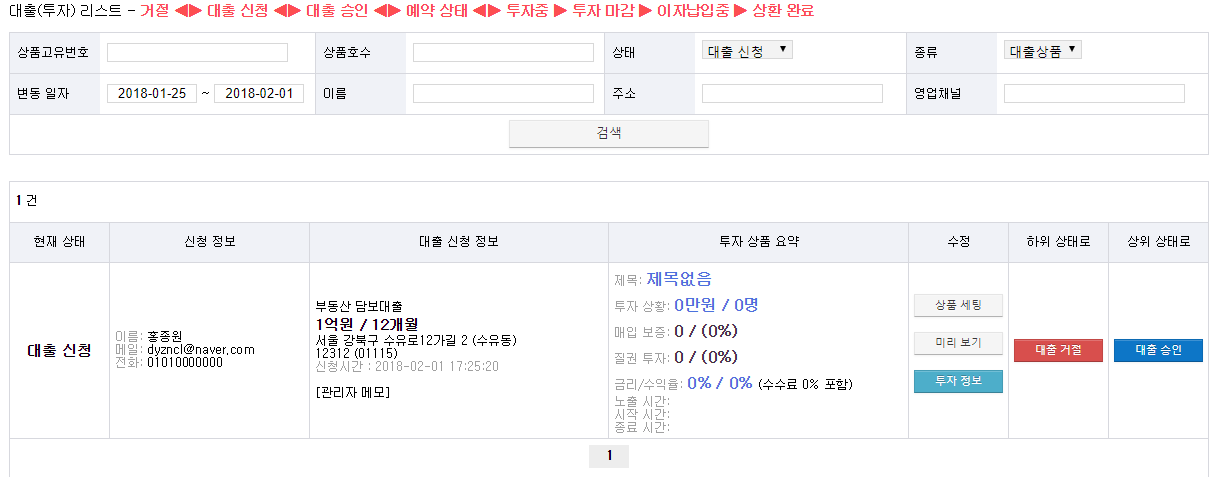 대출(투자) 리스트 - 거절 ◀▶ 대출 신청 ◀▶ 대출 승인 ◀▶ 예약 상태 ◀▶ 투자중 ▶ 투자 마감 ▶ 이자납입중 ▶ 상환 완료
상품고유번호 상품호수 상태 대출 신청 ▼ 종류 대출상품 ▼
변동 일자 2018-01-25 ~ 2018-02-01 이름 주소 영업채널
검색
1 건
현재 상태 신청 정보 대출 신청 정보 투자 상품 요약 수정 하위 상태로 상위 상태로
대출 신청
이름: 홍종원
메일: dyzncl@naver.com
전화: 01010000000
부동산 담보대출
1억원 / 12개월
서울 강북구 수유로12가길 2 (수유동)
12312 (01115)
신청시간 : 2018-02-01 17:25:20
[관리자 메모]
제목: 제목없음
투자 상황: 0만원 / 0명
매입 보증: 0 / (0%)
질권 투자: 0 / (0%)
금리/수익율: 0% / 0% (수수료 0% 포함)
노출 시간:
시작 시간:
종료 시간:
상품 세팅
미리 보기
투자 정보
대출 거절
대출 승인
1